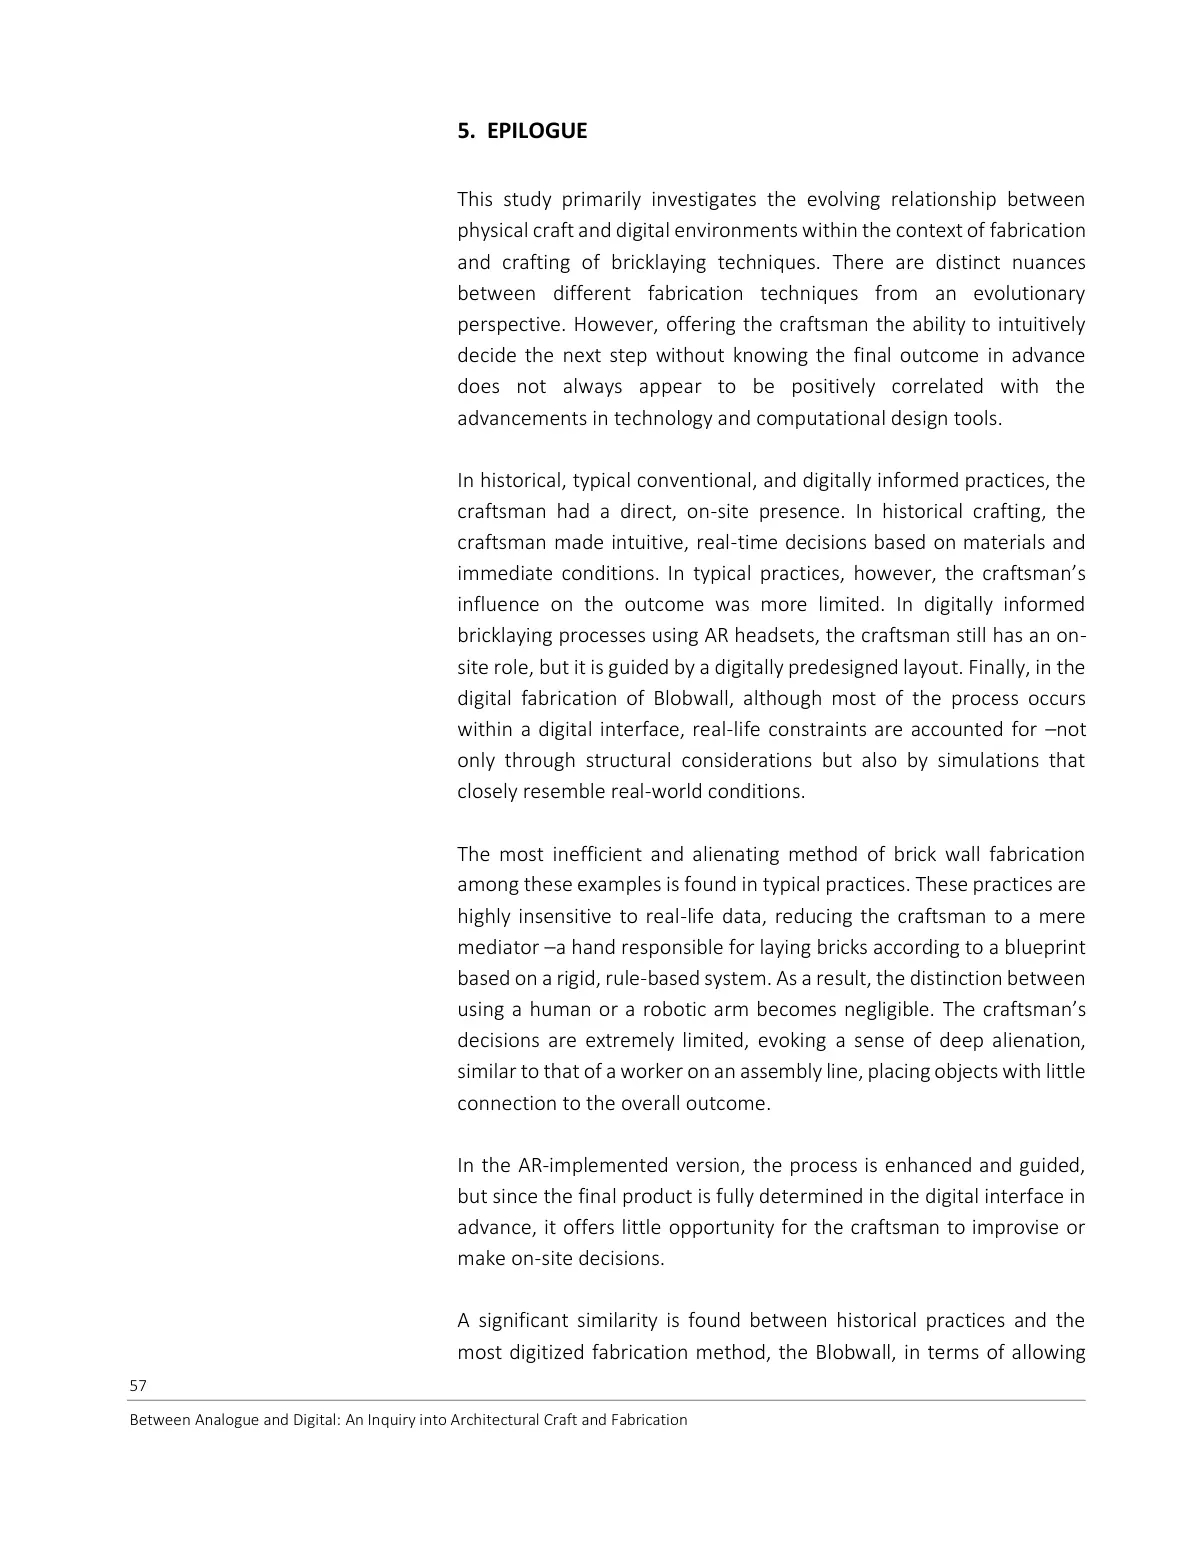 5. EPILOGUE
This study primarily investigates the evolving relationship between
physical craft and digital environments within the context of fabrication
and crafting of bricklaying techniques. There are distinct nuances
between different fabrication techniques from an evolutionary
perspective. However, offering the craftsman the ability to intuitively
decide the next step without knowing the final outcome in advance
does not always appear to be positively correlated with the
advancements in technology and computational design tools.
In historical, typical conventional, and digitally informed practices, the
craftsman had a direct, on-site presence. In historical crafting, the
craftsman made intuitive, real-time decisions based on materials and
immediate conditions. In typical practices, however, the craftsman’s
influence on the outcome was more limited. In digitally informed
bricklaying processes using AR headsets, the craftsman still has an on-
site role, but it is guided by a digitally predesigned layout. Finally, in the
digital fabrication of Blobwall, although most of the process occurs
within a digital interface, real-life constraints are accounted for –not
only through structural considerations but also by simulations that
closely resemble real-world conditions.
The most inefficient and alienating method of brick wall fabrication
among these examples is found in typical practices. These practices are
highly insensitive to real-life data, reducing the craftsman to a mere
mediator –a hand responsible for laying bricks according to a blueprint
based on a rigid, rule-based system. As a result, the distinction between
using a human or a robotic arm becomes negligible. The craftsman’s
decisions are extremely limited, evoking a sense of deep alienation,
similar to that of a worker on an assembly line, placing objects with little
connection to the overall outcome.
In the AR-implemented version, the process is enhanced and guided,
but since the final product is fully determined in the digital interface in
advance, it offers little opportunity for the craftsman to improvise or
make on-site decisions.
A significant similarity is found between historical practices and the
most digitized fabrication method, the Blobwall, in terms of allowing
57
Between Analogue and Digital: An Inquiry into Architectural Craft and Fabrication